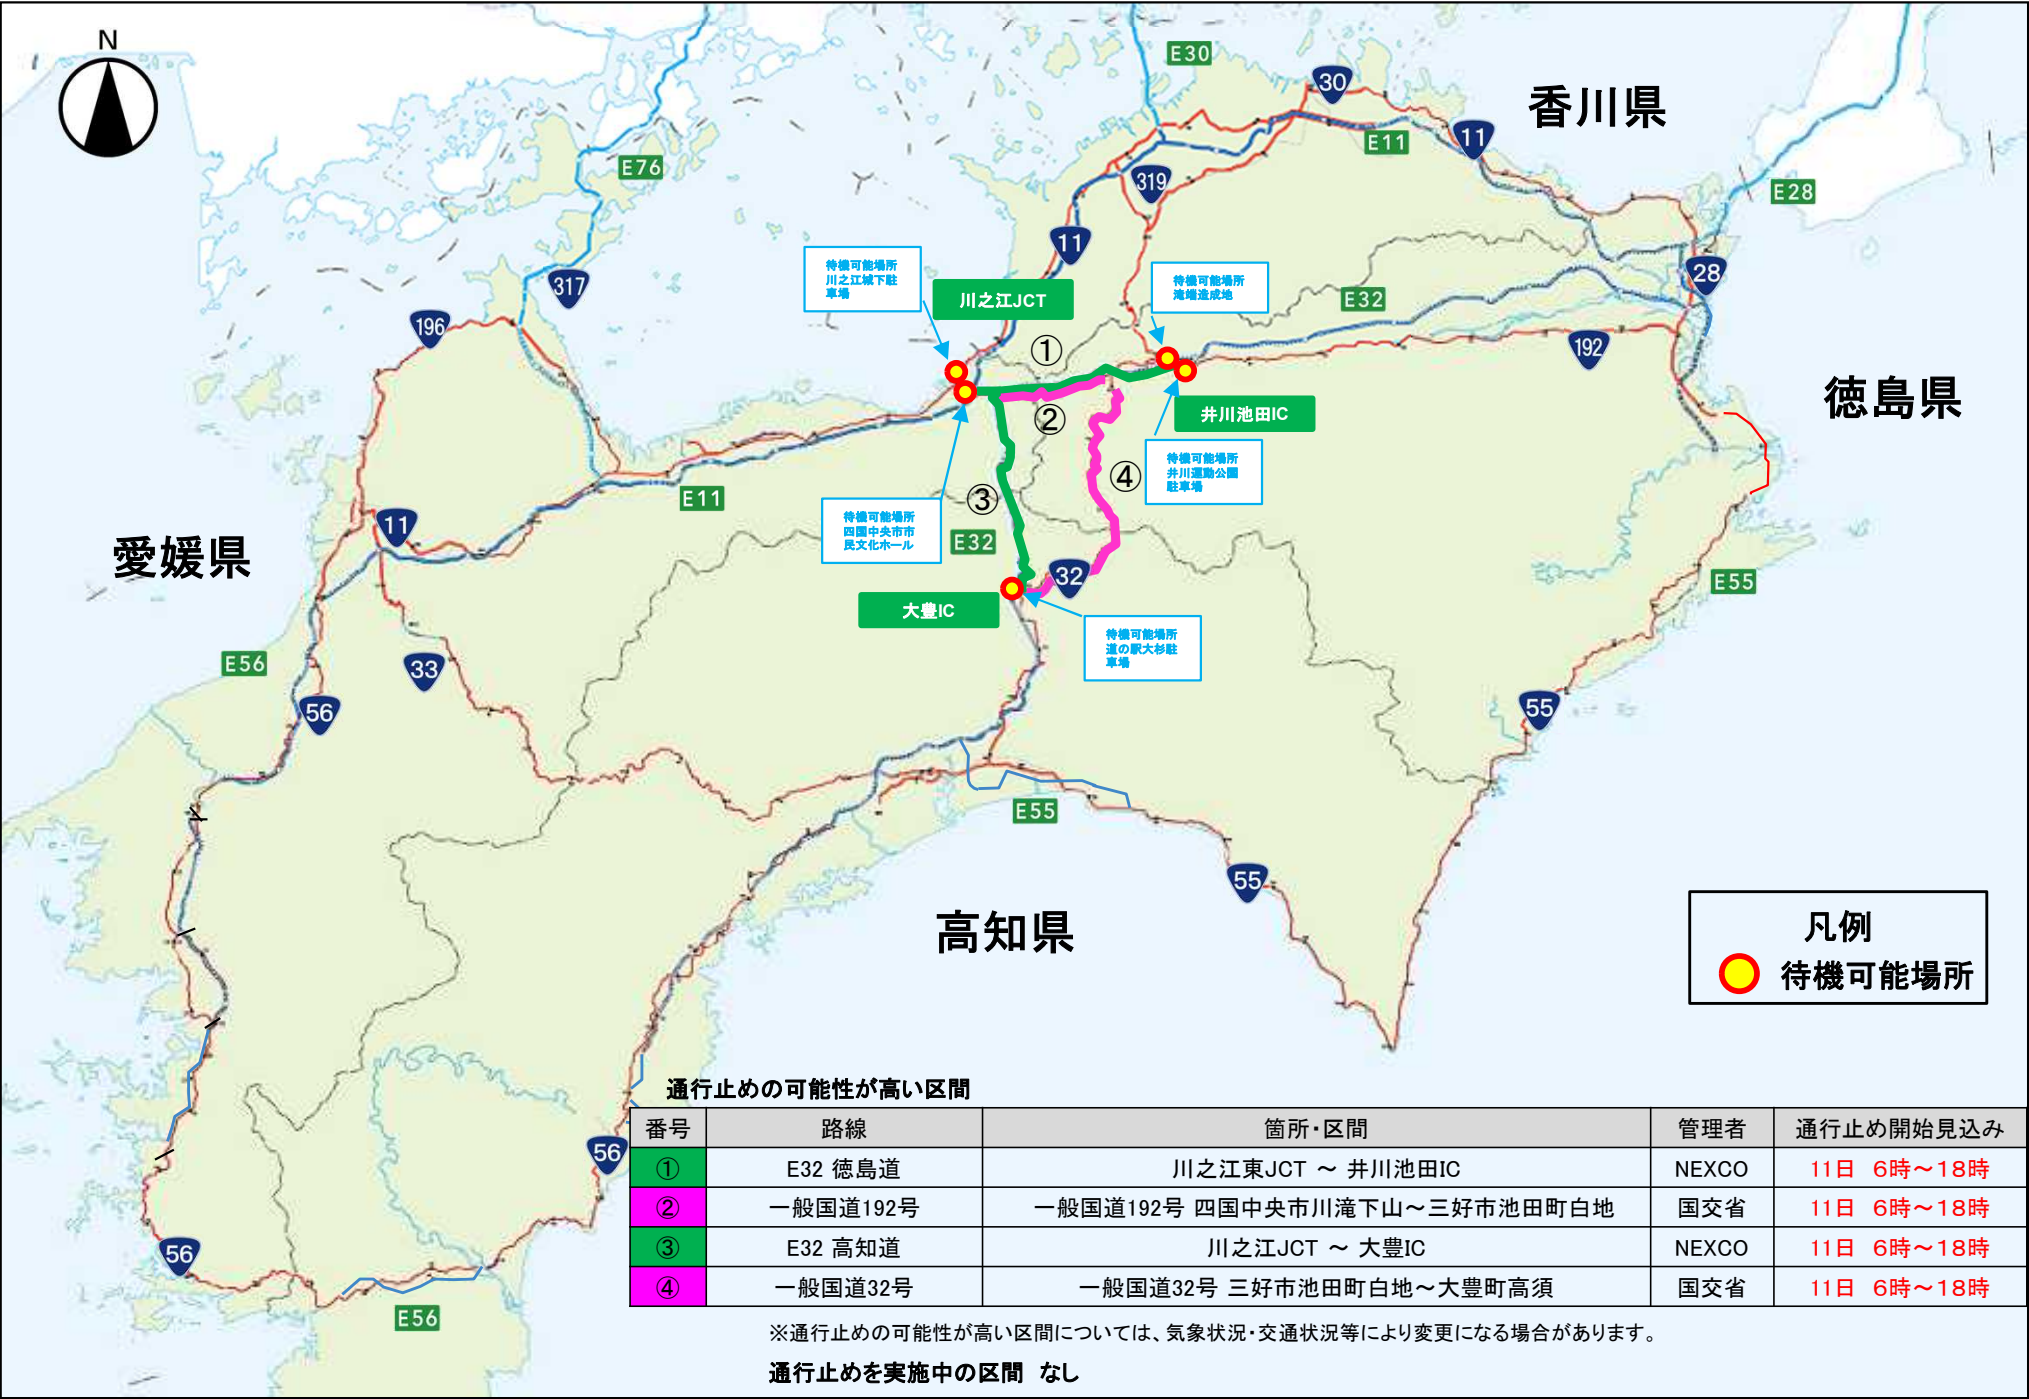 N
E30
30
香川県
11
E11
E76
319
E28
11
317
28
待機可能場所
川之江城下駐
車場
川之江JCT
待機可能場所
滝端造成地
E32
196
192
①
徳島県
②
井川池田IC
待機可能場所
井川運動公園
駐車場
④
③
E11
待機可能場所
四国中央市市
民文化ホール
E32
11
愛媛県
32
大豊IC
E55
待機可能場所
道の駅大杉駐
車場
E56
33
56
55
E55
55
高知県
凡例
待機可能場所
通行止めの可能性が高い区間
番号 路線 箇所・区間 管理者 通行止め開始見込み
① E32 徳島道 川之江東JCT ～ 井川池田IC NEXCO 11日 6時～18時
② 一般国道192号 一般国道192号 四国中央市川滝下山～三好市池田町白地 国交省 11日 6時～18時
③ E32 高知道 川之江JCT ～ 大豊IC NEXCO 11日 6時～18時
④ 一般国道32号 一般国道32号 三好市池田町白地～大豊町高須 国交省 11日 6時～18時
56
56
E56
※通行止めの可能性が高い区間については、気象状況・交通状況等により変更になる場合があります。
通行止めを実施中の区間 なし